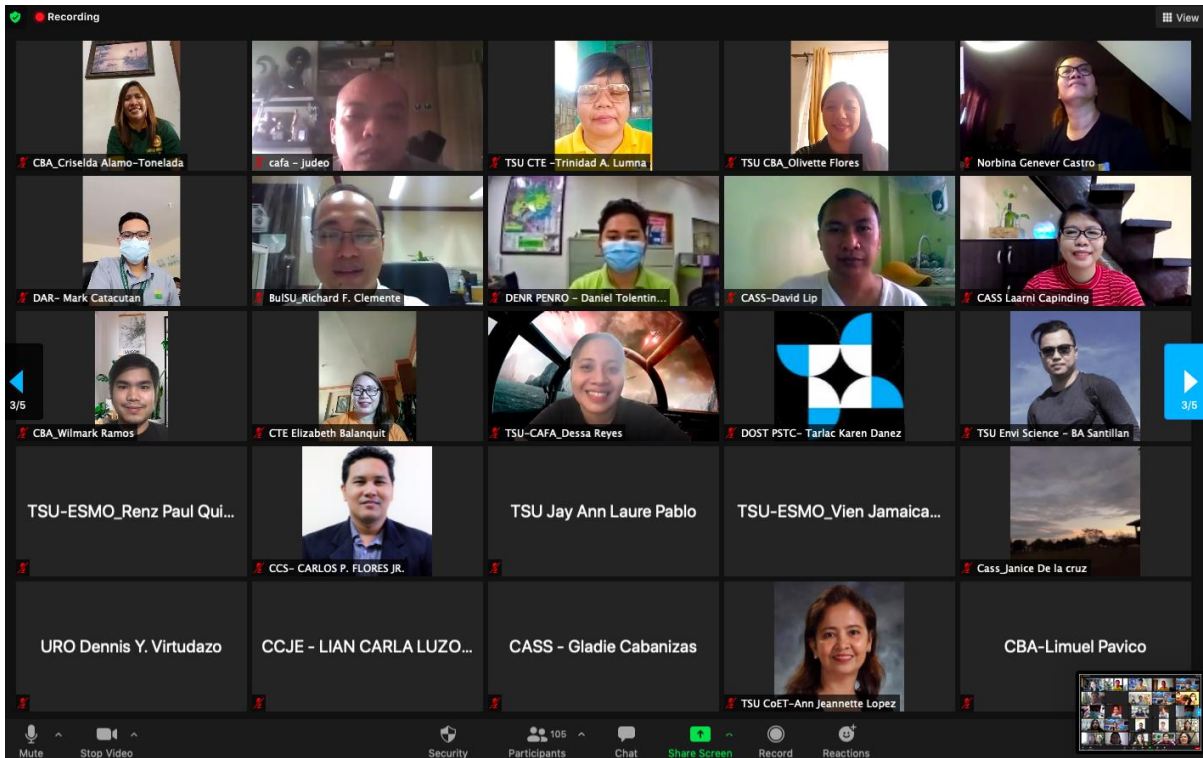 Recording
View
CBA_Criselda Alamo-Tonelada
cafa - judeo
TSU CTE -Trinidad A. Lumna
TSU CBA_Olivette Flores
Norbina Genever Castro
DAR- Mark Catacutan
BulSU_Richard F. Clemente
DENR PENRO - Daniel Tolentin...
CASS-David Lip
CASS Laarni Capinding
3/5
3/5
CBA_Wilmark Ramos
CTE Elizabeth Balanquit
TSU-CAFA_Dessa Reyes
DOST PSTC- Tarlac Karen Danez
TSU Envi Science - BA Santillan
TSU-ESMO_Renz Paul Qui...
CCS- CARLOS P. FLORES JR.
TSU Jay Ann Laure Pablo
TSU-ESMO_Vien Jamaica...
Cass_Janice De la cruz
URO Dennis Y. Virtudazo
CCJE - LIAN CARLA LUZO...
CASS - Gladie Cabanizas
TSU CoET-Ann Jeannette Lopez
CBA-Limuel Pavico
Mute
Stop Video
Security
105
Participants
Chat
Share Screen
Record
Reactions